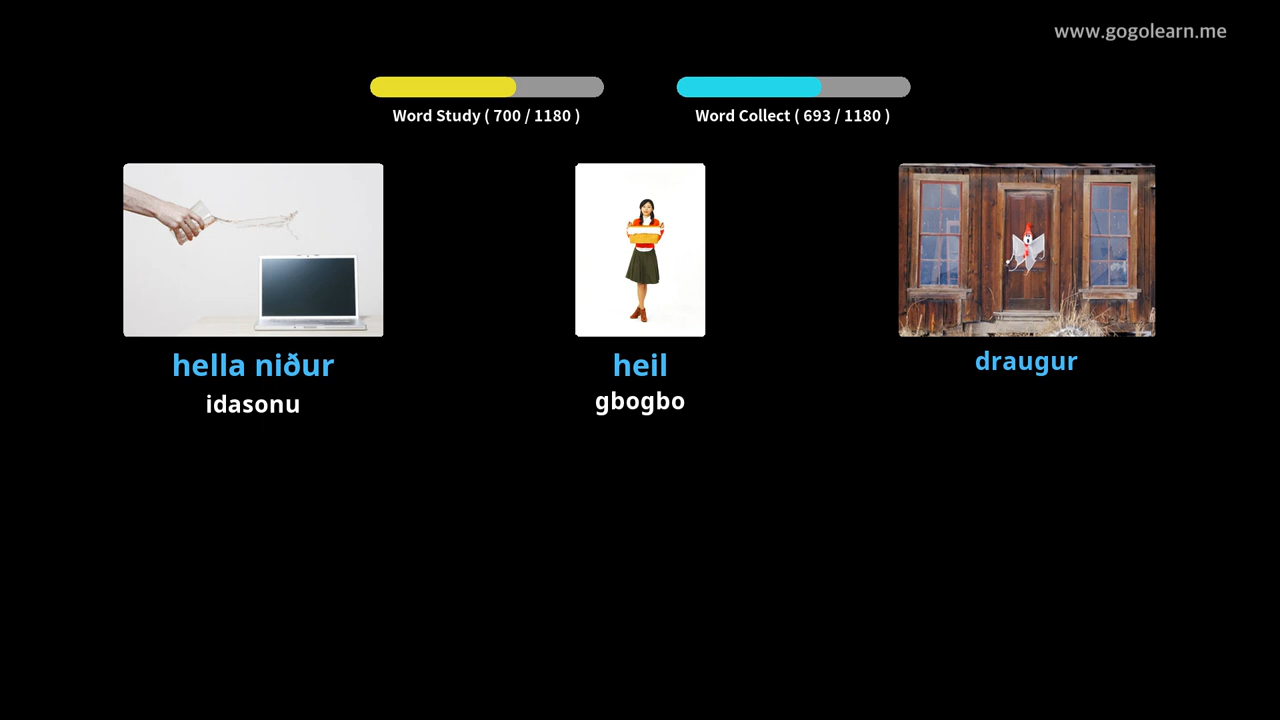 www.gogolearn.me
Word Study ( 700 / 1180 )
Word Collect ( 693 / 1180 )
hella niður
idasonu
heil
gbogbo
draugur